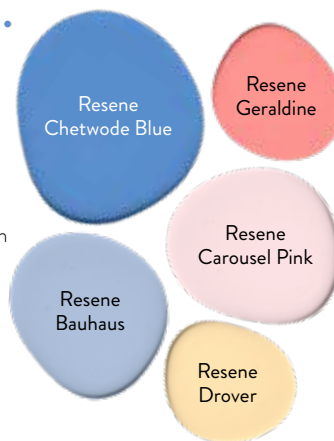 •
Resene
Chetwode Blue
Resene
Geraldine
n
Resene
Carousel Pink
Resene
Bauhaus
Resene
Drover